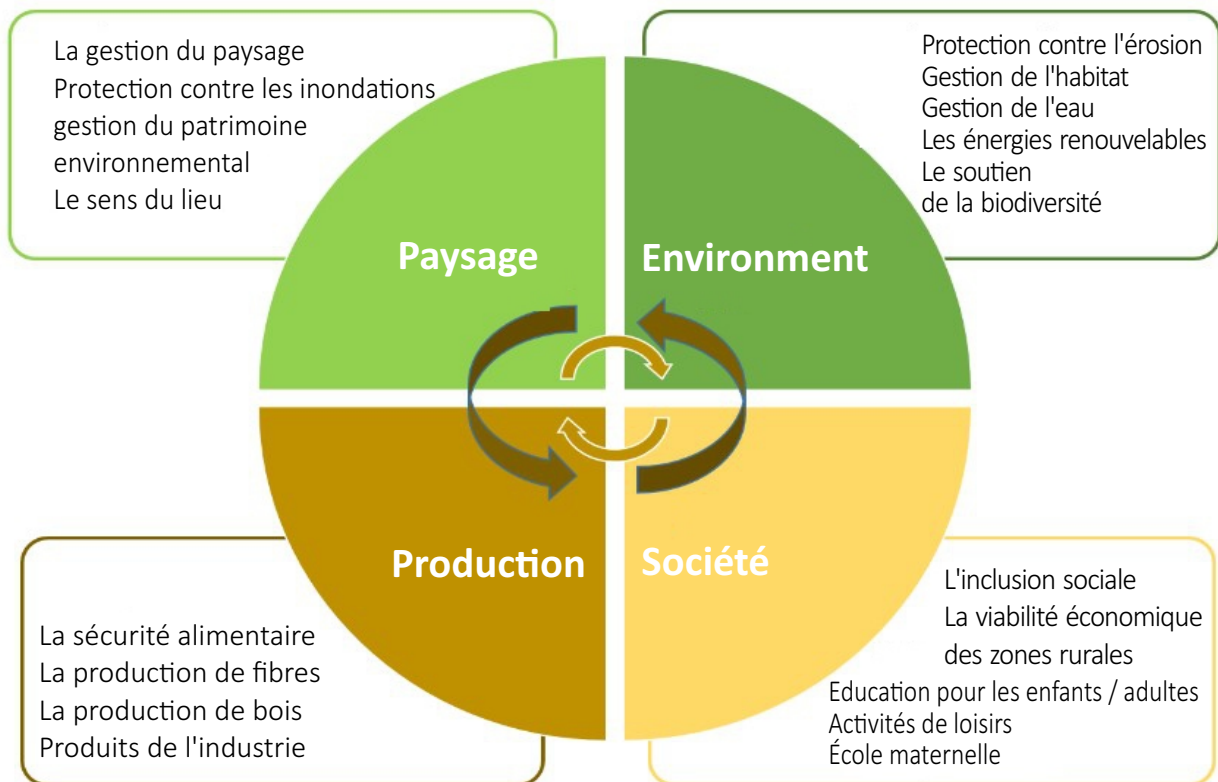 La gestion du paysage
Protection contre les inondations
gestion du patrimoine
environnemental
Le sens du lieu
Protection contre l'érosion
Gestion de l'habitat
Gestion de l'eau
Les énergies renouvelables
Le soutien
de la biodiversité
Paysage
Environment
Production
Société
La sécurité alimentaire
La production de fibres
La production de bois
Produits de l'industrie
L'inclusion sociale
La viabilité économique
des zones rurales
Education pour les enfants / adultes
Activités de loisirs
École maternelle